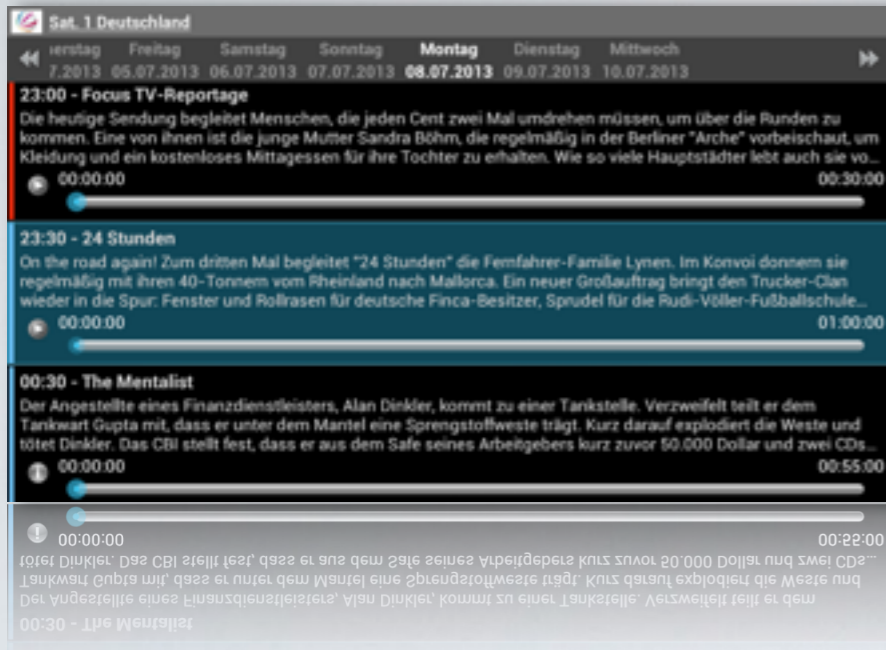 Sat. 1 Deutschland
erstag Freitag Samstag Sonntag Montag Dienstag Mittwoch
7.2013 05.07.2013 06.07.2013 07.07.2013 08.07.2013 09.07.2013 10.07.2013
23:00 - Focus TV-Reportage
Die heutige Sendung begleitet Menschen, die jeden Cent zwei Mal umdrehen müssen, um über die Runden zu
kommen. Eine von ihnen ist die junge Mutter Sandra Böhm, die regelmäßig in der Berliner "Arche" vorbeischaut, um
Kleidung und ein kostenloses Mittagessen für ihre Tochter zu erhalten. Wie so viele Hauptstädter lebt auch sie vo...
00:00:00 00:30:00
23:30 - 24 Stunden
On the road again! Zum dritten Mal begleitet "24 Stunden" die Fernfahrer-Familie Lynen. Im Konvoi donnern sie
regelmäßig mit ihren 40-Tonnern vom Rheinland nach Mallorca. Ein neuer Großauftrag bringt den Trucker-Clan
wieder in die Spur: Fenster und Rollrasen für deutsche Finca-Besitzer, Sprudel für die Rudi-Völler-Fußballschule...
00:00:00 01:00:00
00:30 - The Mentalist
Der Angestellte eines Finanzdienstleisters, Alan Dinkler, kommt zu einer Tankstelle. Verzweifelt teilt er dem
Tankwart Gupta mit, dass er unter dem Mantel eine Sprengstoffweste trägt. Kurz darauf explodiert die Weste und
tötet Dinkler. Das CBI stellt fest, dass er aus dem Safe seines Arbeitgebers kurz zuvor 50.000 Dollar und zwei CDs...
00:00:00 00:55:00